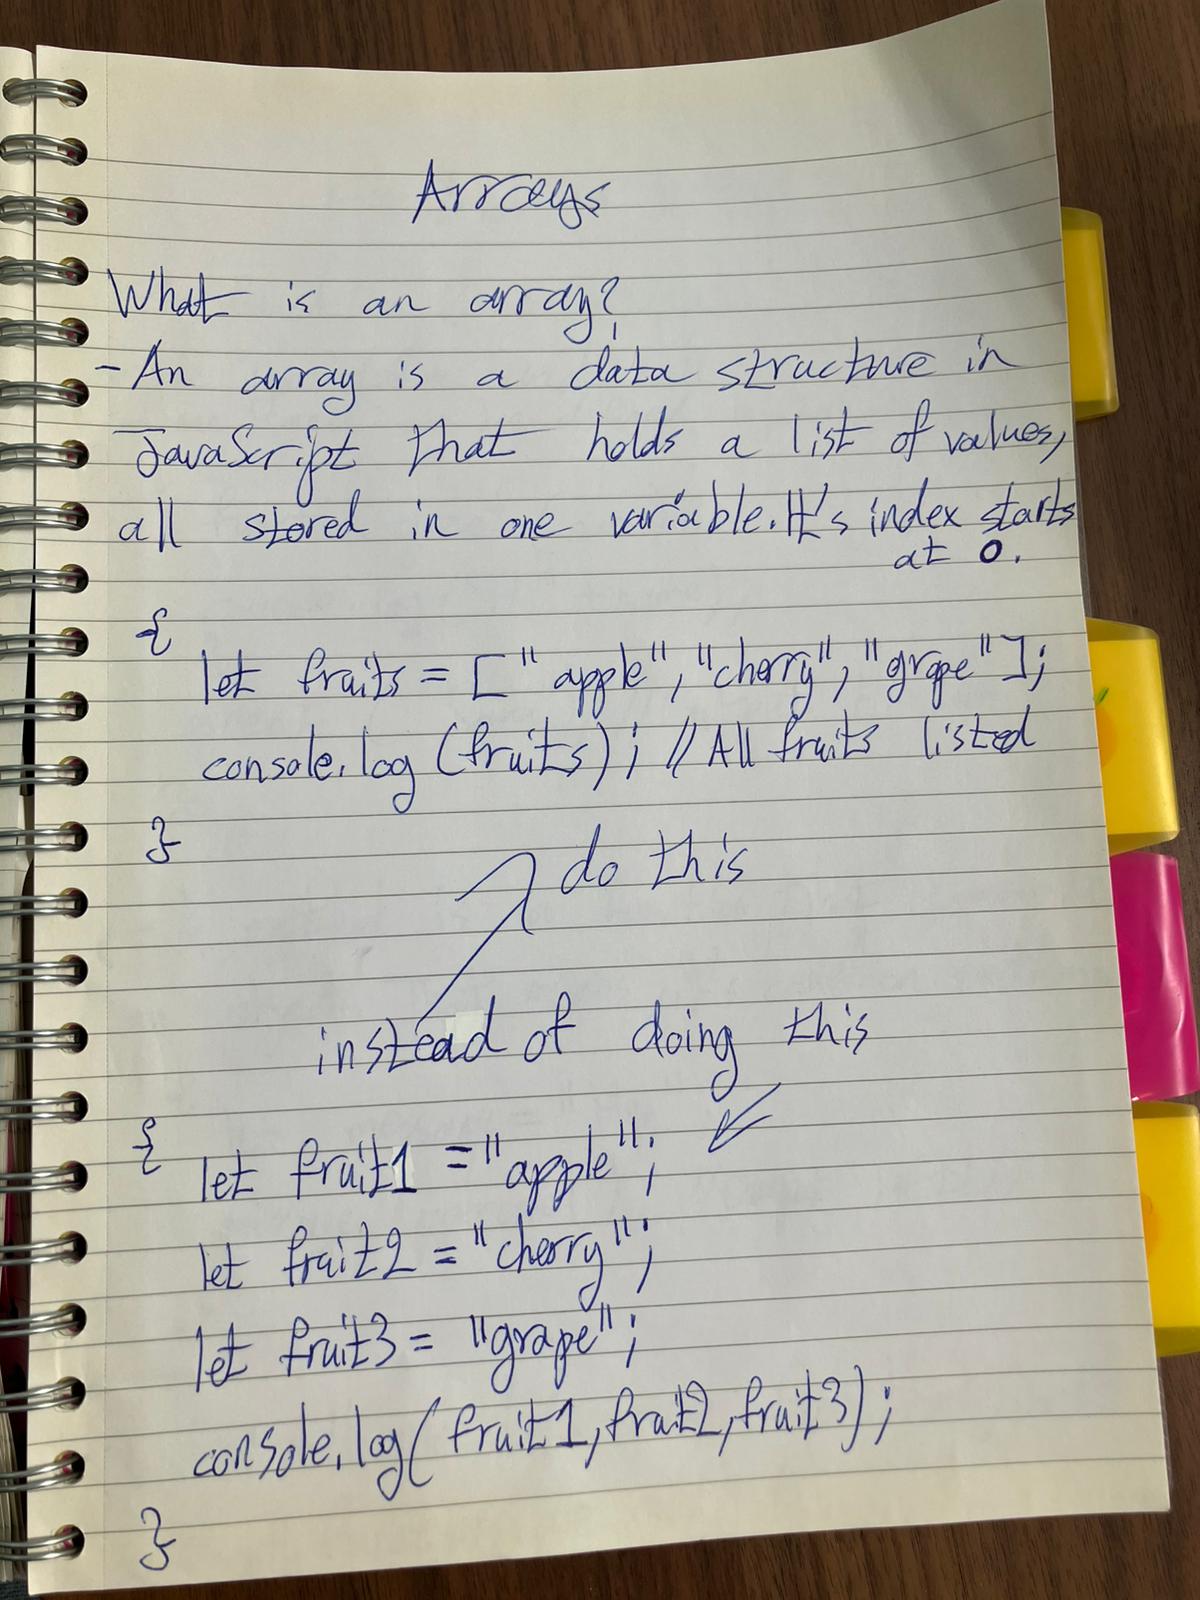 Arrays
What is an array?
- An array is a data structure in
JavaScript that holds a list of values,
all stored in one variable. It's index starts
at 0.
{
let fruits = ["apple", "cherry", "grape"];
console.log(fruits); // All fruits listed
}
do this
instead of doing this
{
let fruit1 = "apple";
let fruit2 = "cherry";
let fruit3 = "grape";
console.log(fruit1, fruit2, fruit3);
}